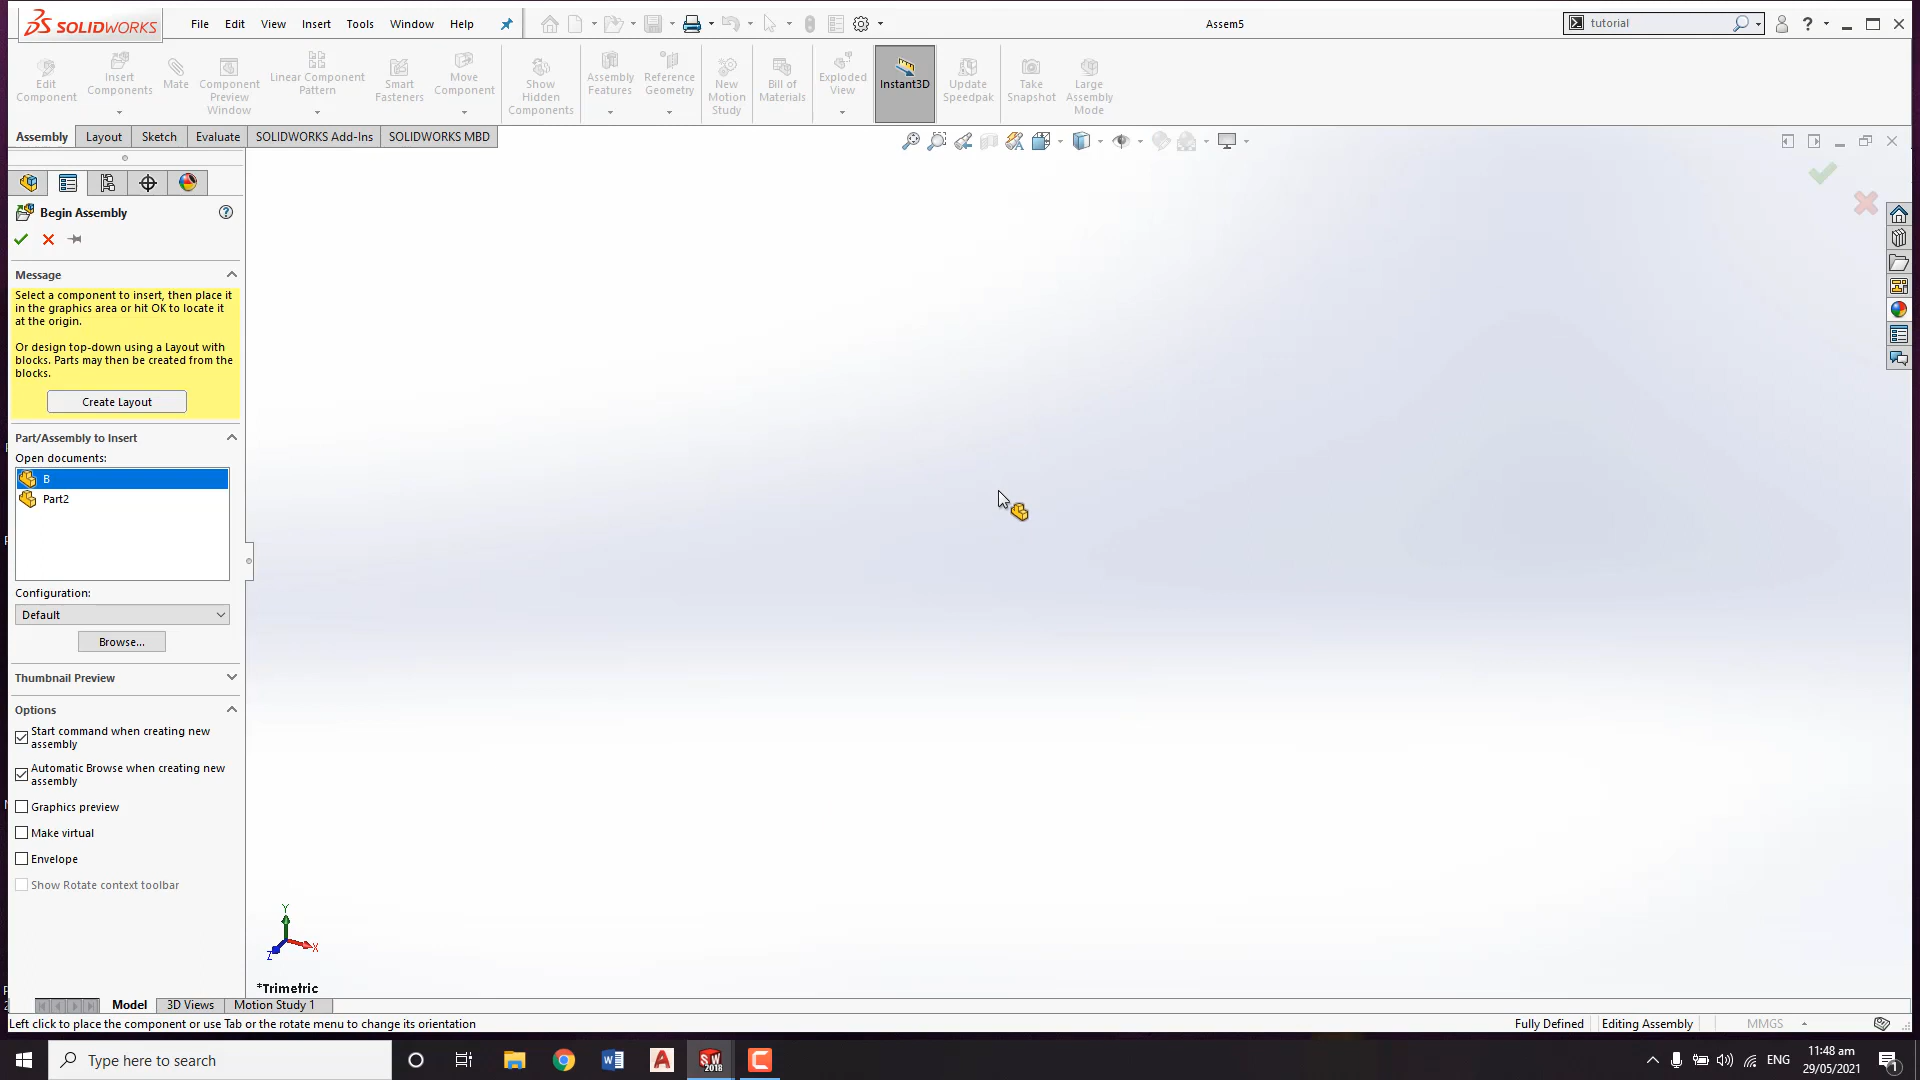 SOLIDWORKS File Edit View Insert Tools Window Help Assem5 tutorial
Edit Component
Insert Components
Mate
Component Preview Window
Linear Component Pattern
Smart Fasteners
Move Component
Show Hidden Components
Assembly Features
Reference Geometry
New Motion Study
Bill of Materials
Exploded View
Instant3D
Update Speedpak
Take Snapshot
Large Assembly Mode
Assembly Layout Sketch Evaluate SOLIDWORKS Add-Ins SOLIDWORKS MBD
Begin Assembly
Message
Select a component to insert, then place it
in the graphics area or hit OK to locate it
at the origin.
Or design top-down using a Layout with
blocks. Parts may then be created from the
blocks.
Create Layout
Part/Assembly to Insert
Open documents:
B
Part2
Configuration:
Default
Browse...
Thumbnail Preview
Options
Start command when creating new
assembly
Automatic Browse when creating new
assembly
Graphics preview
Make virtual
Envelope
Show Rotate context toolbar
Y
X
Z
*Trimetric
Model 3D Views Motion Study 1
Left click to place the component or use Tab or the rotate menu to change its orientation Fully Defined Editing Assembly MMGS
Type here to search
SW 2018
ENG
11:48 am
29/05/2021
1